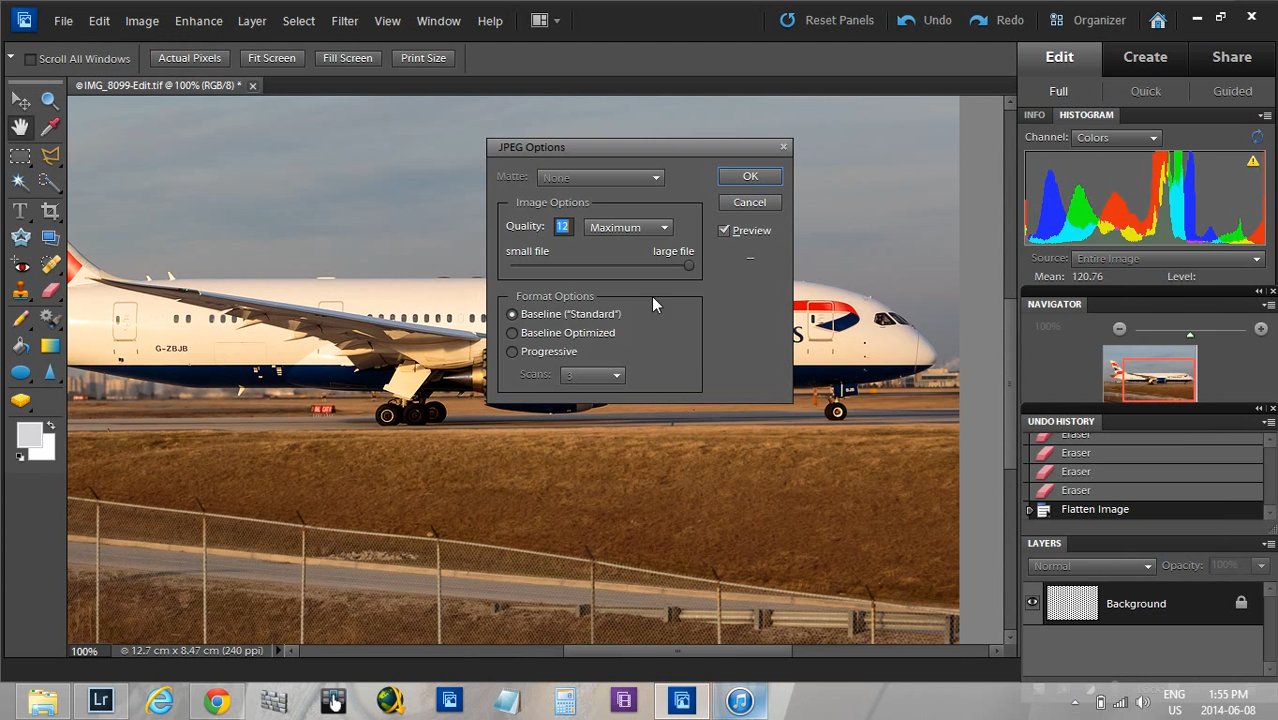 File Edit Image Enhance Layer Select Filter View Window Help Reset Panels Undo Redo Organizer
Scroll All Windows Actual Pixels Fit Screen Fill Screen Print Size
Edit Create Share
IMG_8099-Edit.tif @ 100% (RGB/8) *
Full Quick Guided
INFO HISTOGRAM
Channel: Colors
Source: Entire Image
Mean: 120.76 Level:
NAVIGATOR
100%
JPEG Options
Matte: None OK
Image Options Cancel
Quality: 12 Maximum Preview
small file large file
Format Options
Baseline ("Standard")
Baseline Optimized
Progressive
Scans: 3
G-ZBJB
UNDO HISTORY
Eraser
Eraser
Eraser
Eraser
Flatten Image
LAYERS
Normal Opacity: 100%
Background
100% 12.7 cm x 8.47 cm (240 ppi)
Lr
ENG 1:55 PM
US 2014-06-08